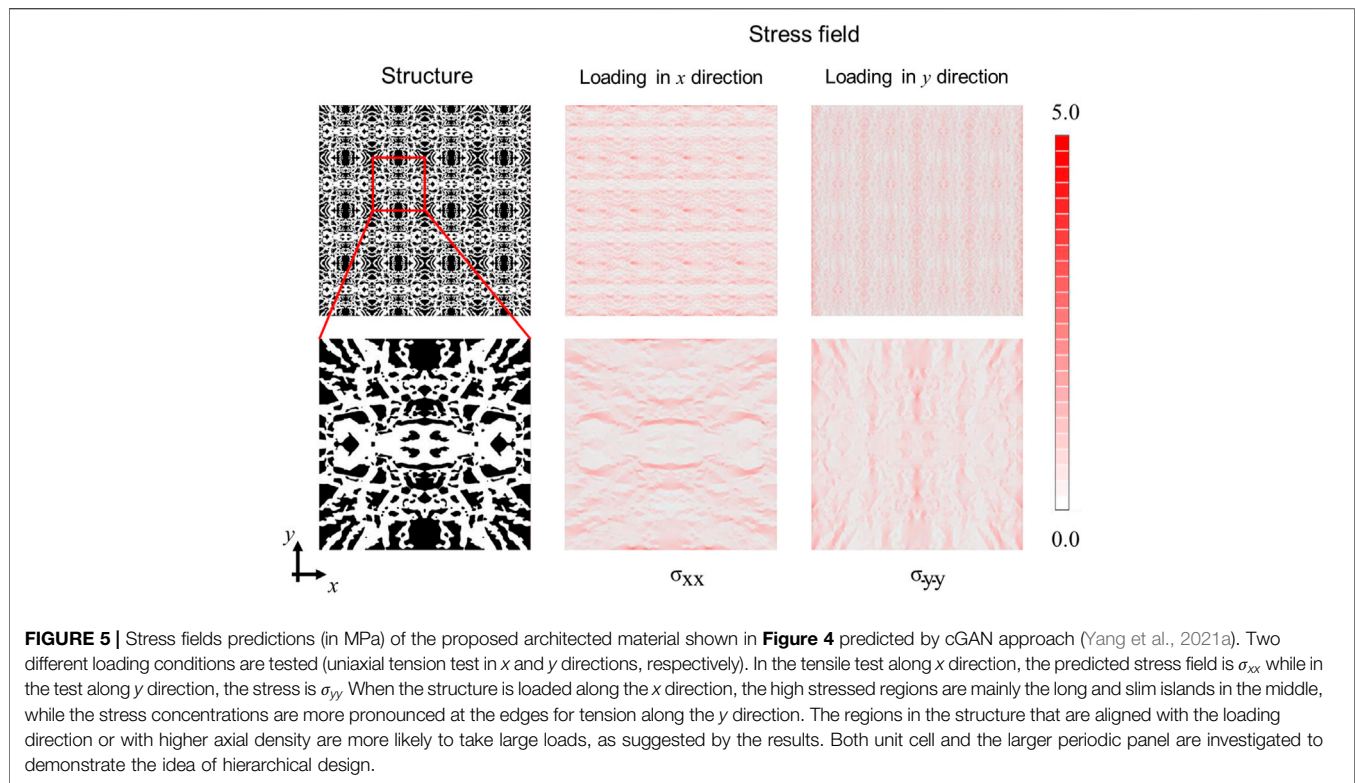 Stress field
Structure
Loading in x direction
Loading in y direction
5.0
0.0
y
x
σxx
σyy
FIGURE 5 | Stress fields predictions (in MPa) of the proposed architected material shown in Figure 4 predicted by cGAN approach (Yang et al., 2021a). Two
different loading conditions are tested (uniaxial tension test in x and y directions, respectively). In the tensile test along x direction, the predicted stress field is σxx while in
the test along y direction, the stress is σyy When the structure is loaded along the x direction, the high stressed regions are mainly the long and slim islands in the middle,
while the stress concentrations are more pronounced at the edges for tension along the y direction. The regions in the structure that are aligned with the loading
direction or with higher axial density are more likely to take large loads, as suggested by the results. Both unit cell and the larger periodic panel are investigated to
demonstrate the idea of hierarchical design.